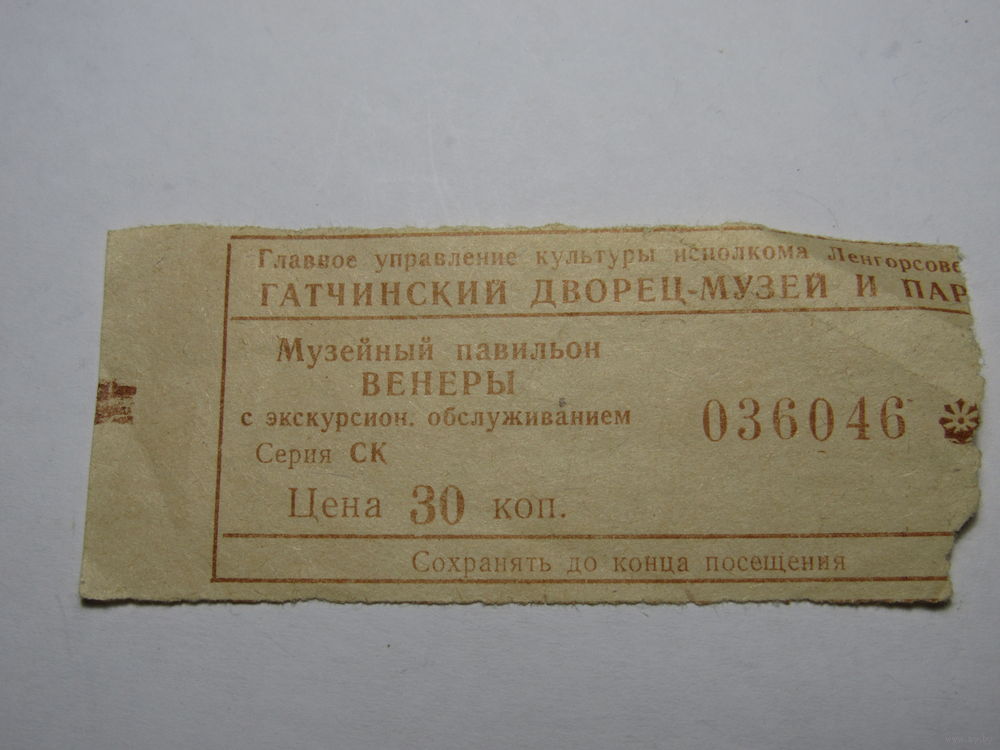 Главное управление культуры исполкома Ленгорсове
ГАТЧИНСКИЙ ДВОРЕЦ-МУЗЕЙ И ПАР
Музейный павильон
ВЕНЕРЫ
с экскурсион. обслуживанием
036046
Серия СК
Цена 30 коп.
Сохранять до конца посещения